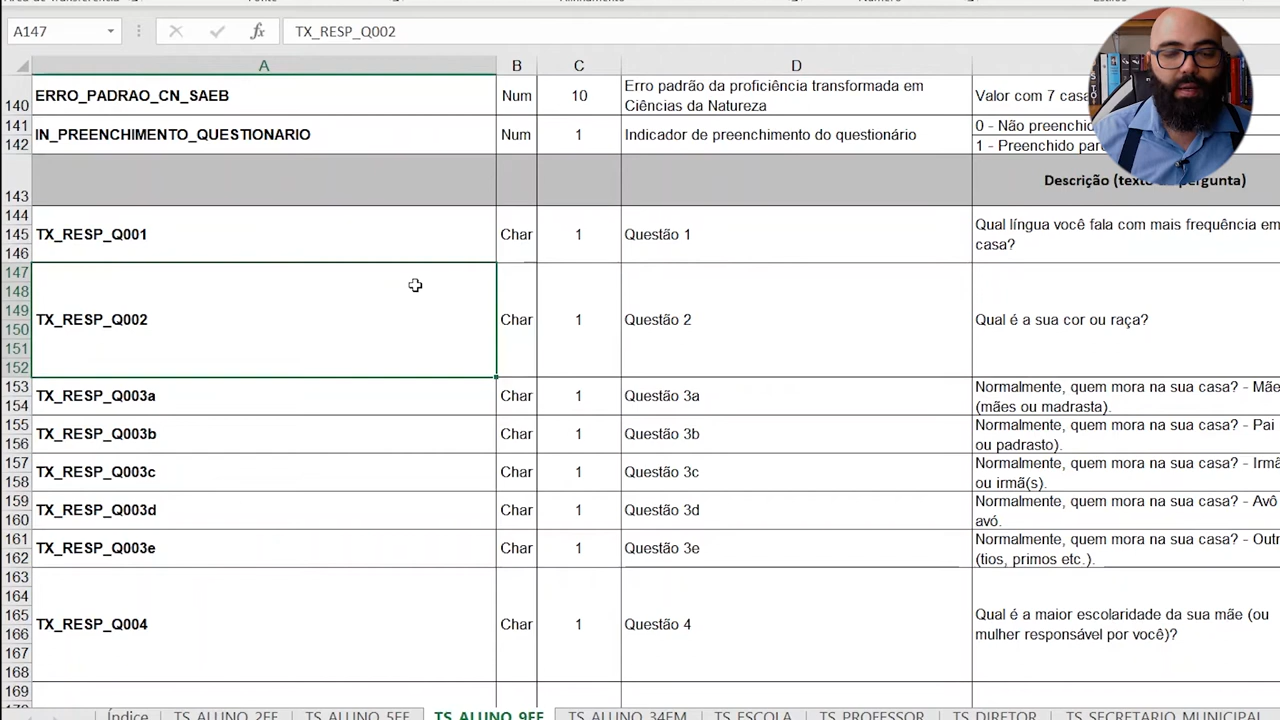 A147
TX_RESP_Q002
A B C D
140 ERRO_PADRAO_CN_SAEB Num 10 Erro padrão da proficiência transformada em Ciências da Natureza Valor com 7 casa
141 IN_PREENCHIMENTO_QUESTIONARIO Num 1 Indicador de preenchimento do questionário 0 - Não preenchid
142 1 - Preenchido par
143 Descrição (texto pergunta)
144
145 TX_RESP_Q001 Char 1 Questão 1 Qual língua você fala com mais frequência em casa?
146
147
148
149 TX_RESP_Q002 Char 1 Questão 2 Qual é a sua cor ou raça?
150
151
152
153 TX_RESP_Q003a Char 1 Questão 3a Normalmente, quem mora na sua casa? - Mãe
154 (mães ou madrasta).
155 TX_RESP_Q003b Char 1 Questão 3b Normalmente, quem mora na sua casa? - Pai
156 ou padrasto).
157 TX_RESP_Q003c Char 1 Questão 3c Normalmente, quem mora na sua casa? - Irmã
158 ou irmã(s).
159 TX_RESP_Q003d Char 1 Questão 3d Normalmente, quem mora na sua casa? - Avô
160 avó.
161 TX_RESP_Q003e Char 1 Questão 3e Normalmente, quem mora na sua casa? - Outr
162 (tios, primos etc.).
163
164
165 TX_RESP_Q004 Char 1 Questão 4 Qual é a maior escolaridade da sua mãe (ou
166 mulher responsável por você)?
167
168
169
Índice TS_ALUNO_2EF TS_ALUNO_5EF TS_ALUNO_9EF TS_ALUNO_34EM TS_ESCOLA TS_PROFESSOR TS_DIRETOR TS_SECRETARIO_MUNICIPAL